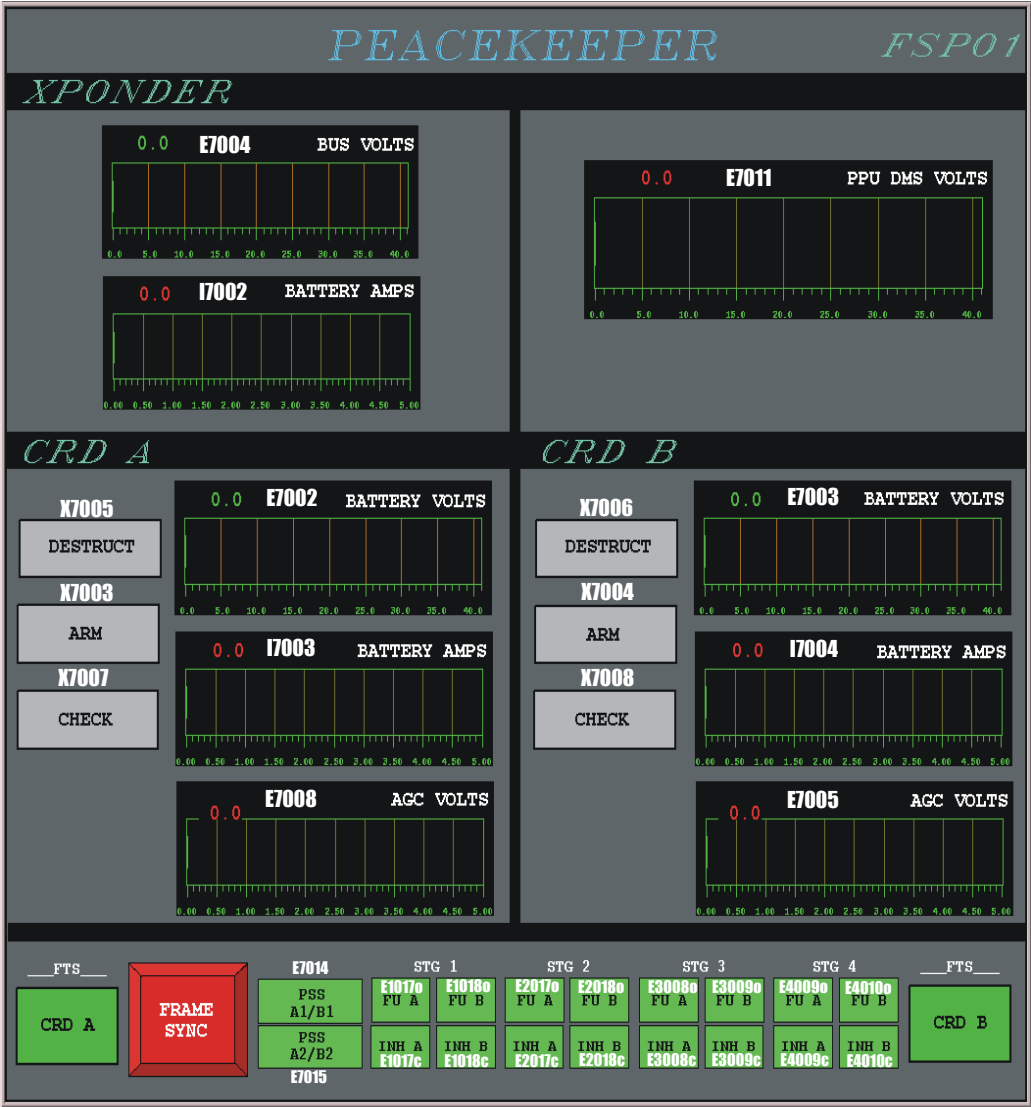 PEACEKEEPER
FSP01
XPONDER
0.0 E7004 BUS VOLTS
0.0 5.0 10.0 15.0 20.0 25.0 30.0 35.0 40.0
0.0 I7002 BATTERY AMPS
0.00 0.50 1.00 1.50 2.00 2.50 3.00 3.50 4.00 4.50 5.00
0.0 E7011 PPU DMS VOLTS
0.0 5.0 10.0 15.0 20.0 25.0 30.0 35.0 40.0
CRD A
X7005
DESTRUCT
X7003
ARM
X7007
CHECK
0.0 E7002 BATTERY VOLTS
0.0 5.0 10.0 15.0 20.0 25.0 30.0 35.0 40.0
0.0 I7003 BATTERY AMPS
0.00 0.50 1.00 1.50 2.00 2.50 3.00 3.50 4.00 4.50 5.00
0.0 E7008 AGC VOLTS
0.00 0.50 1.00 1.50 2.00 2.50 3.00 3.50 4.00 4.50 5.00
CRD B
X7006
DESTRUCT
X7004
ARM
X7008
CHECK
0.0 E7003 BATTERY VOLTS
0.0 5.0 10.0 15.0 20.0 25.0 30.0 35.0 40.0
0.0 I7004 BATTERY AMPS
0.00 0.50 1.00 1.50 2.00 2.50 3.00 3.50 4.00 4.50 5.00
0.0 E7005 AGC VOLTS
0.00 0.50 1.00 1.50 2.00 2.50 3.00 3.50 4.00 4.50 5.00
___FTS___
CRD A
FRAME
SYNC
E7014
PSS
A1/B1
PSS
A2/B2
E7015
STG 1
E1017o E1018o
FU A FU B
INH A INH B
E1017c E1018c
STG 2
E2017o E2018o
FU A FU B
INH A INH B
E2017c E2018c
STG 3
E3008o E3009o
FU A FU B
INH A INH B
E3008c E3009c
STG 4
E4009o E4010o
FU A FU B
INH A INH B
E4009c E4010c
___FTS___
CRD B